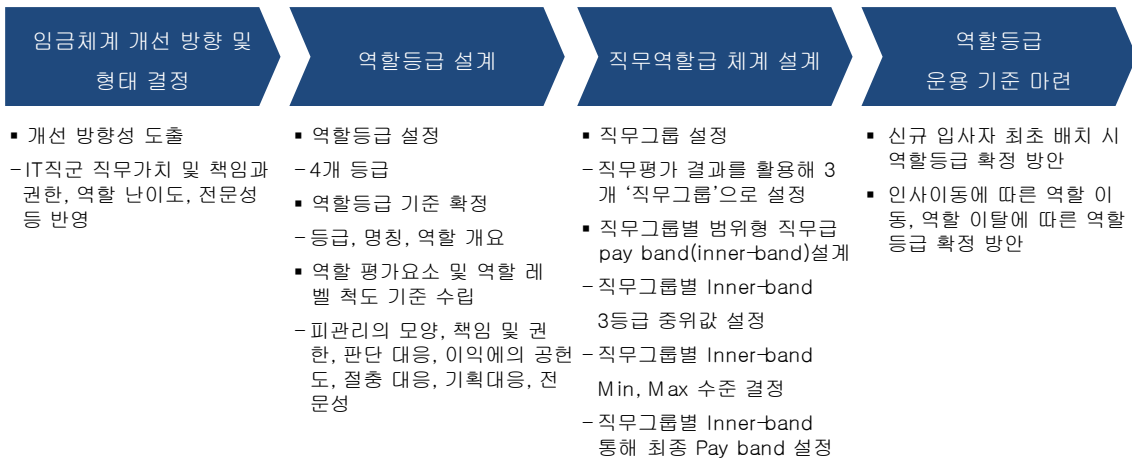 임금체계 개선 방향 및
형태 결정
▪ 개선 방향성 도출
– IT직군 직무가치 및 책임과
권한, 역할 난이도, 전문성
등 반영
역할등급 설계
▪ 역할등급 설정
– 4개 등급
▪ 역할등급 기준 확정
– 등급, 명칭, 역할 개요
▪ 역할 평가요소 및 역할 레
벨 척도 기준 수립
– 피관리의 모양, 책임 및 권
한, 판단 대응, 이익에의 공헌
도, 절충 대응, 기획대응, 전
문성
직무역할급 체계 설계
▪ 직무그룹 설정
– 직무평가 결과를 활용해 3
개 ‘직무그룹’으로 설정
▪ 직무그룹별 범위형 직무급
pay band(inner-band)설계
– 직무그룹별 Inner-band
3등급 중위값 설정
– 직무그룹별 Inner-band
Min, Max 수준 결정
– 직무그룹별 Inner-band
통해 최종 Pay band 설정
역할등급
운용 기준 마련
▪ 신규 입사자 최초 배치 시
역할등급 확정 방안
▪ 인사이동에 따른 역할 이
동, 역할 이탈에 따른 역할
등급 확정 방안